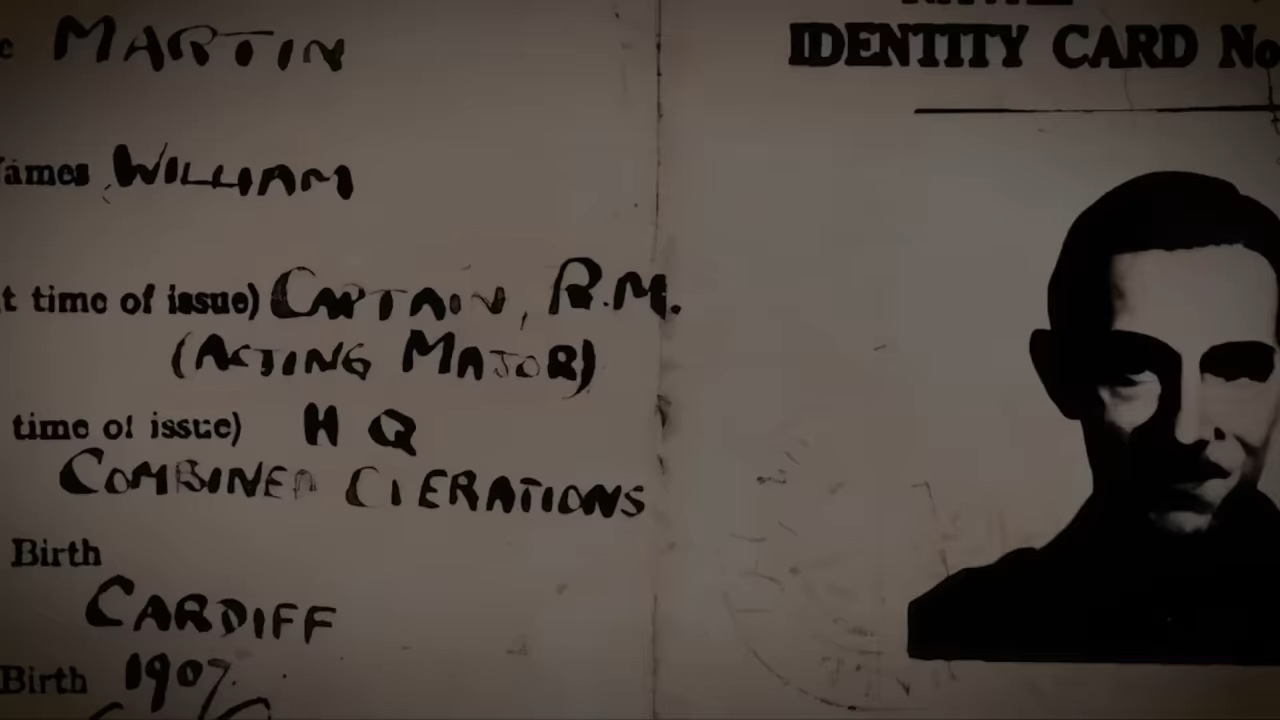 MARTIN
ames WILLIAM
t time of issue) CAPTAIN, R.M.
(ACTING MAJOR)
time of issue) H Q
COMBINED OPERATIONS
Birth
CARDIFF
Birth 1907
IDENTITY CARD No